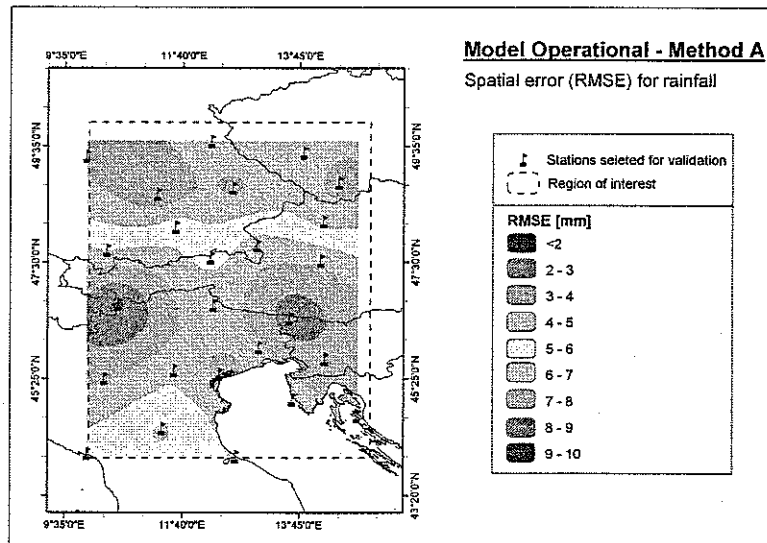 Model Operational - Method A
Spatial error (RMSE) for rainfall
9°35'0"E 11°40'0"E 13°45'0"E
49°35'0"N 49°35'0"N
47°30'0"N 47°30'0"N
45°25'0"N 45°25'0"N
43°20'0"N
9°35'0"E 11°40'0"E 13°45'0"E
Stations seleted for validation
Region of interest
RMSE [mm]
<2
2 - 3
3 - 4
4 - 5
5 - 6
6 - 7
7 - 8
8 - 9
9 - 10